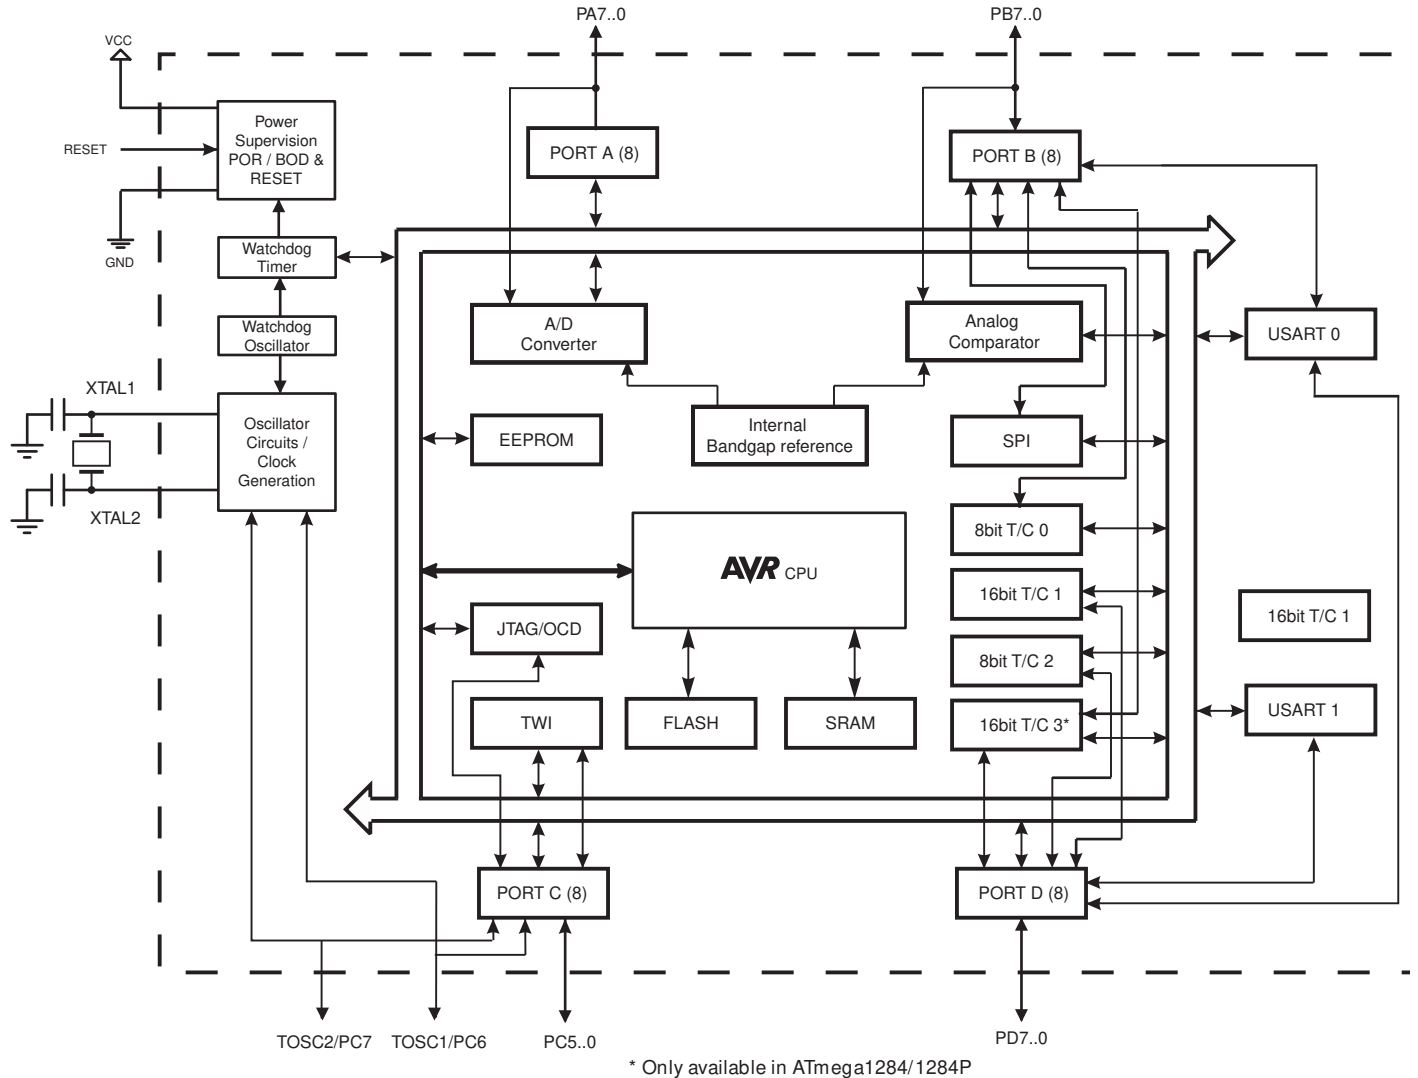 PA7..0
PB7..0
VCC
Power
Supervision
POR / BOD &
RESET
RESET
PORT A (8)
PORT B (8)
GND
Watchdog
Timer
Watchdog
Oscillator
A/D
Converter
Analog
Comparator
USART 0
XTAL1
Oscillator
Circuits /
Clock
Generation
XTAL2
EEPROM
Internal
Bandgap reference
SPI
8bit T/C 0
AVR CPU
16bit T/C 1
16bit T/C 1
JTAG/OCD
8bit T/C 2
TWI
FLASH
SRAM
16bit T/C 3*
USART 1
PORT C (8)
PORT D (8)
TOSC2/PC7
TOSC1/PC6
PC5..0
PD7..0
* Only available in ATmega1284/1284P